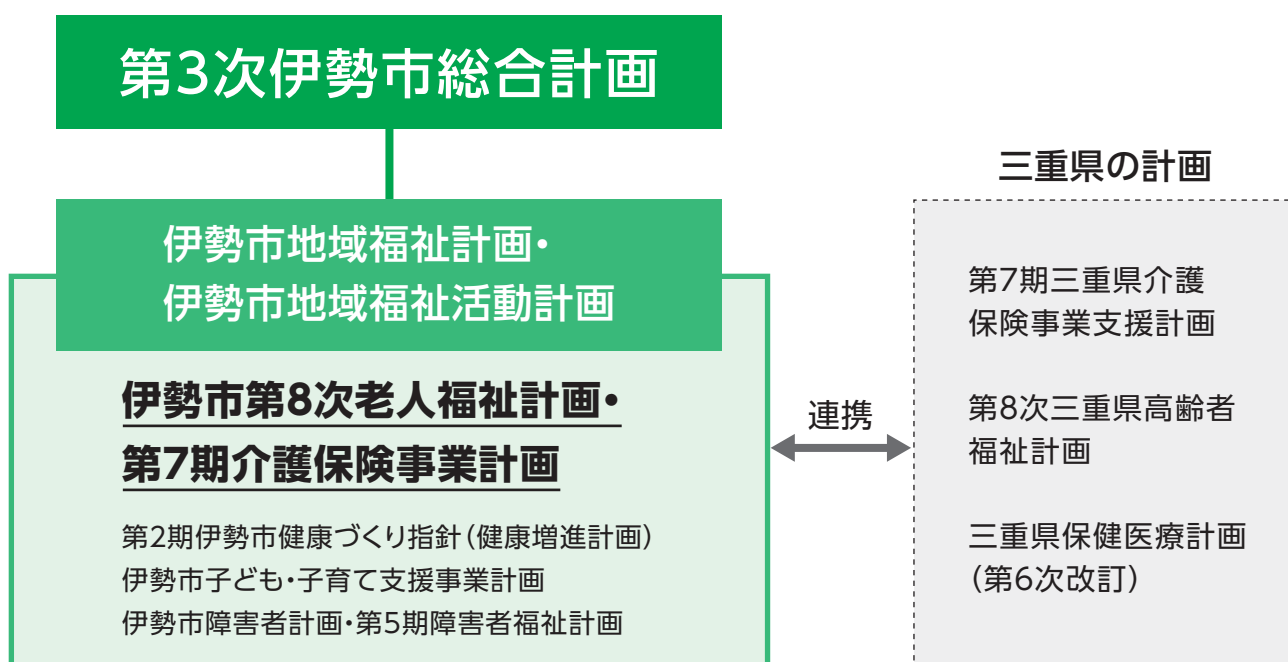 第3次伊勢市総合計画
伊勢市地域福祉計画・
伊勢市地域福祉活動計画
伊勢市第8次老人福祉計画・
第7期介護保険事業計画
第2期伊勢市健康づくり指針(健康増進計画)
伊勢市子ども・子育て支援事業計画
伊勢市障害者計画・第5期障害者福祉計画
連携
三重県の計画
第7期三重県介護
保険事業支援計画
第8次三重県高齢者
福祉計画
三重県保健医療計画
(第6次改訂)